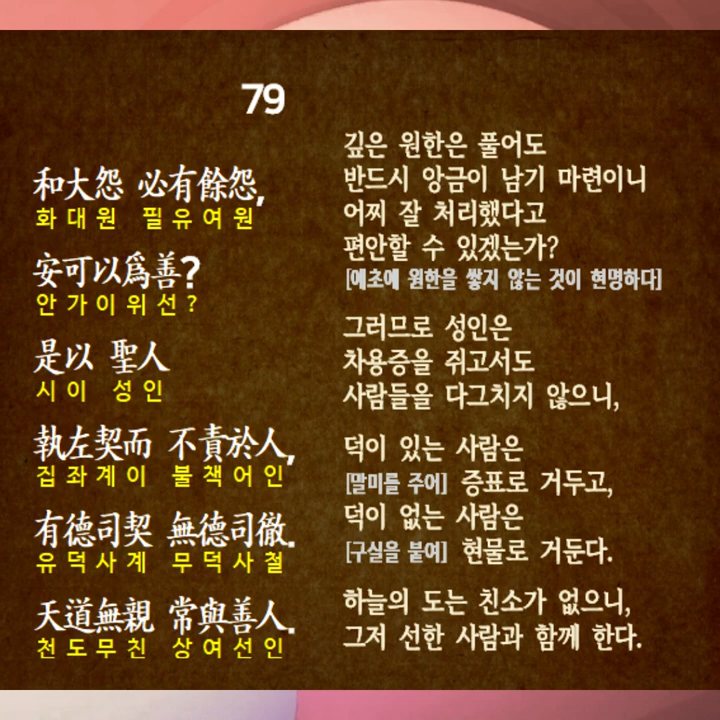 79
和大怨 必有餘怨,
화대원 필유여원
安可以爲善?
안가이위선?
是以 聖人
시이 성인
執左契而 不責於人,
집좌계이 불책어인
有德司契 無德司徹.
유덕사계 무덕사철
天道無親 常與善人.
천도무친 상여선인
깊은 원한은 풀어도
반드시 앙금이 남기 마련이니
어찌 잘 처리했다고
편안할 수 있겠는가?
[애초에 원한을 쌓지 않는 것이 현명하다]
그러므로 성인은
차용증을 쥐고서도
사람들을 다그치지 않으니,
덕이 있는 사람은
[말미를 주어] 증표로 거두고,
덕이 없는 사람은
[구실을 붙여] 현물로 거둔다.
하늘의 도는 친소가 없으니,
그저 선한 사람과 함께 한다.